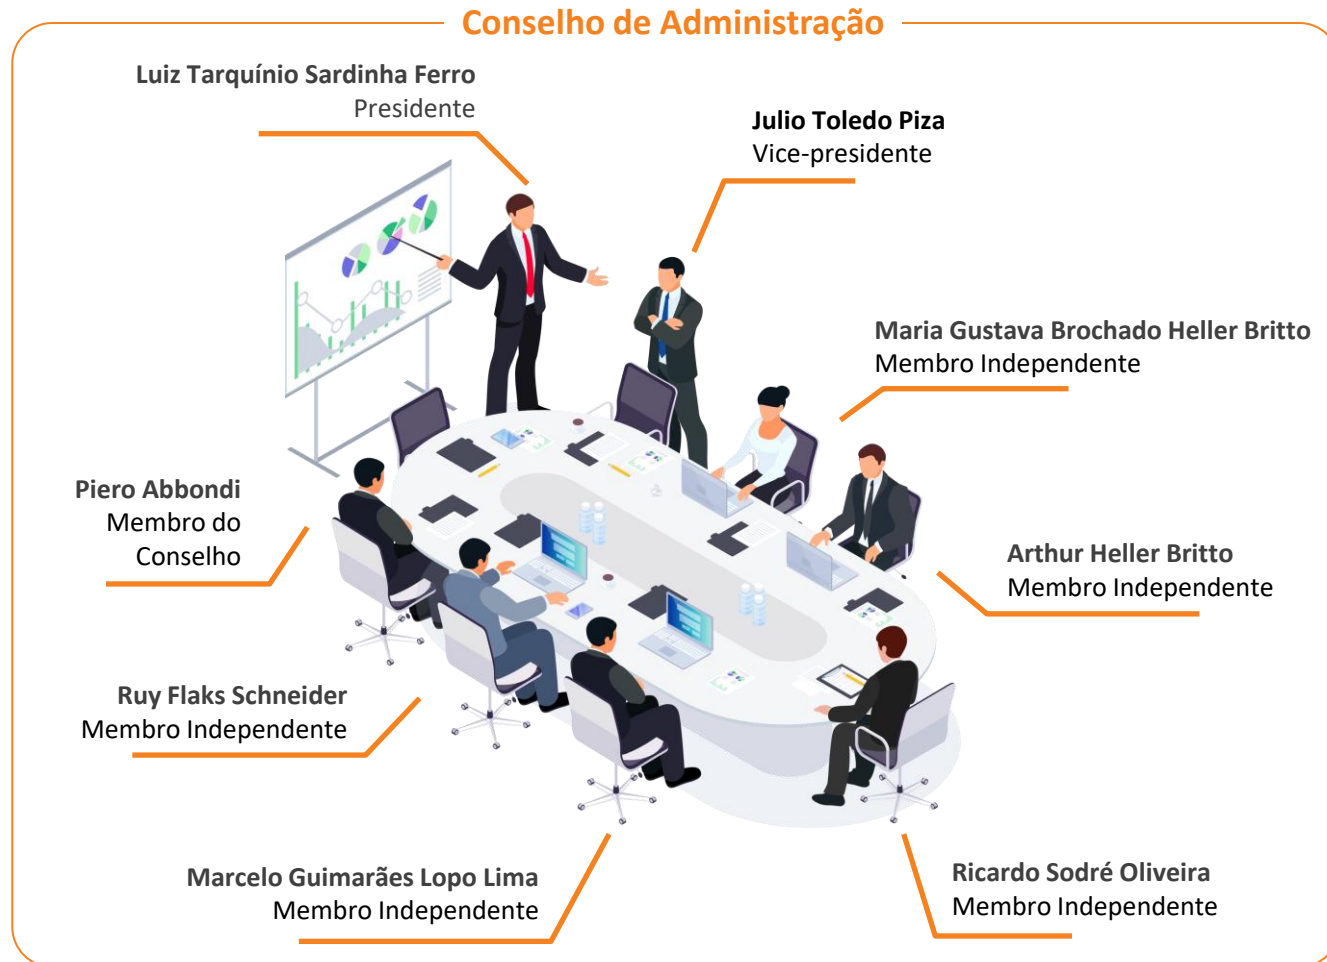 Conselho de Administração
Luiz Tarquínio Sardinha Ferro
Presidente
Julio Toledo Piza
Vice-presidente
Maria Gustava Brochado Heller Britto
Membro Independente
Piero Abbondi
Membro do
Conselho
Arthur Heller Britto
Membro Independente
Ruy Flaks Schneider
Membro Independente
Marcelo Guimarães Lopo Lima
Membro Independente
Ricardo Sodré Oliveira
Membro Independente